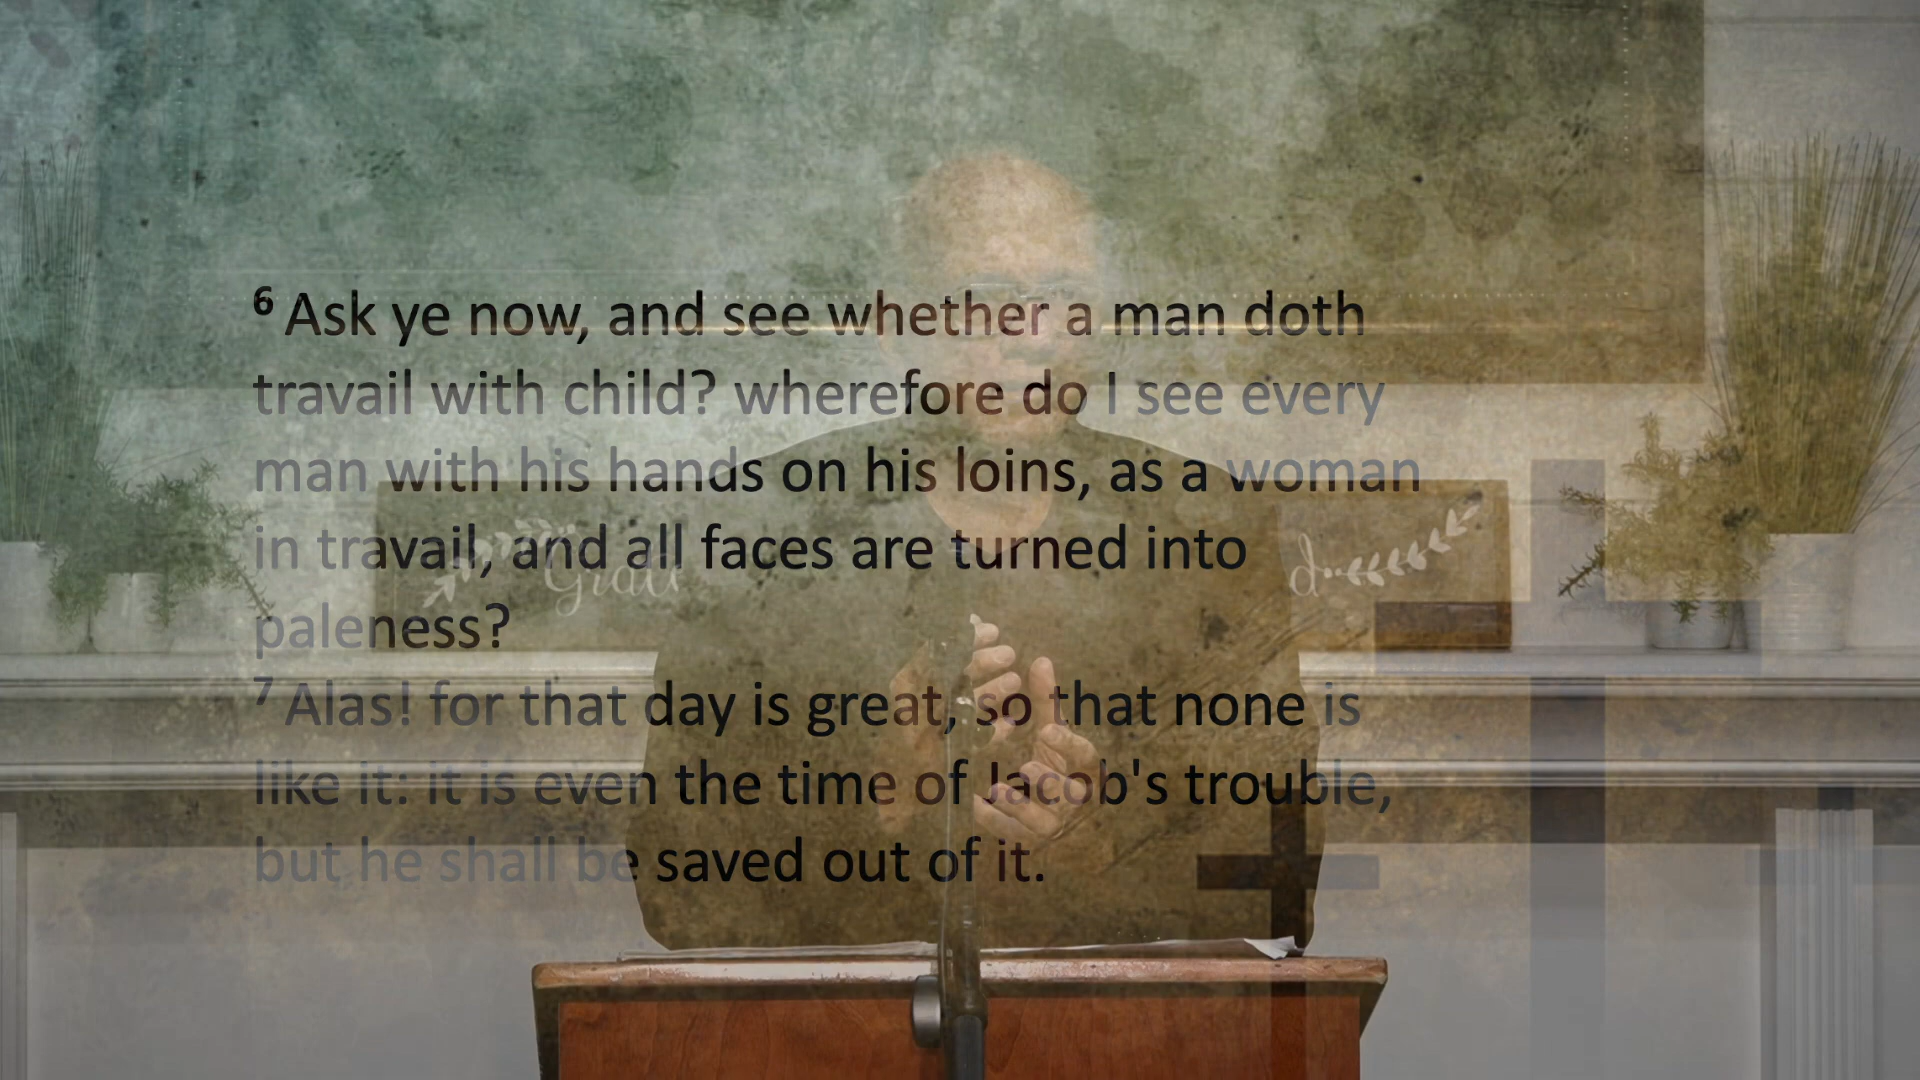 6 Ask ye now, and see whether a man doth
travail with child? wherefore do I see every
man with his hands on his loins, as a woman
in travail, and all faces are turned into
paleness?
7 Alas! for that day is great, so that none is
like it: it is even the time of Jacob's trouble,
but he shall be saved out of it.